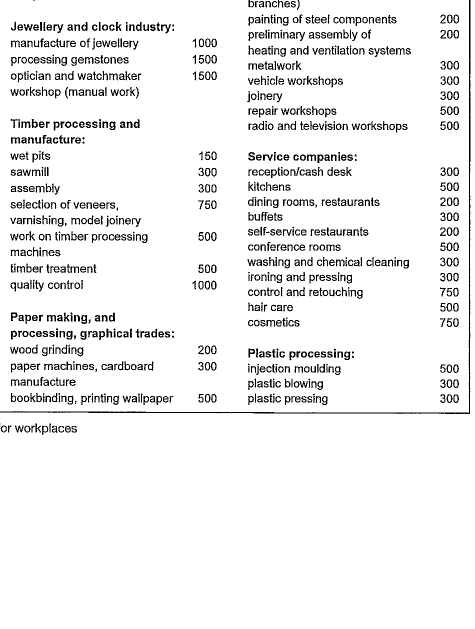 Jewellery and clock industry:
manufacture of jewellery 1000
processing gemstones 1500
optician and watchmaker 1500
workshop (manual work)
Timber processing and
manufacture:
wet pits 150
sawmill 300
assembly 300
selection of veneers, 750
varnishing, model joinery
work on timber processing 500
machines
timber treatment 500
quality control 1000
Paper making, and
processing, graphical trades:
wood grinding 200
paper machines, cardboard 300
manufacture
bookbinding, printing wallpaper 500
branches)
painting of steel components 200
preliminary assembly of 200
heating and ventilation systems
metalwork 300
vehicle workshops 300
joinery 300
repair workshops 500
radio and television workshops 500
Service companies:
reception/cash desk 300
kitchens 500
dining rooms, restaurants 200
buffets 300
self-service restaurants 200
conference rooms 500
washing and chemical cleaning 300
ironing and pressing 300
control and retouching 750
hair care 500
cosmetics 750
Plastic processing:
injection moulding 500
plastic blowing 300
plastic pressing 300
or workplaces